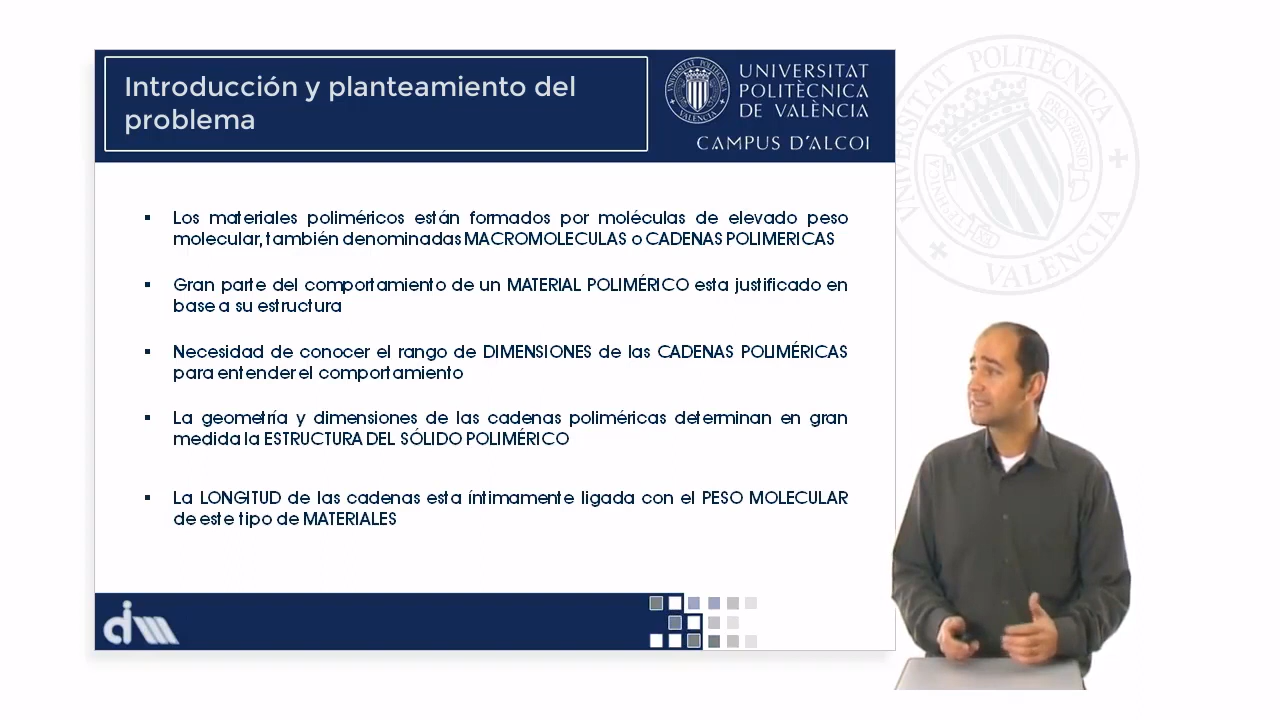 Introducción y planteamiento del
problema
UNIVERSITAT
POLITÈCNICA
DE VALÈNCIA
CAMPUS D'ALCOI
▪ Los materiales poliméricos están formados por moléculas de elevado peso
molecular, también denominadas MACROMOLECULAS o CADENAS POLIMERICAS
▪ Gran parte del comportamiento de un MATERIAL POLIMÉRICO esta justificado en
base a su estructura
▪ Necesidad de conocer el rango de DIMENSIONES de las CADENAS POLIMÉRICAS
para entender el comportamiento
▪ La geometría y dimensiones de las cadenas poliméricas determinan en gran
medida la ESTRUCTURA DEL SÓLIDO POLIMÉRICO
▪ La LONGITUD de las cadenas esta íntimamente ligada con el PESO MOLECULAR
de este tipo de MATERIALES
dim
UNIVERSITAT POLITÈCNICA
VALÈNCIA